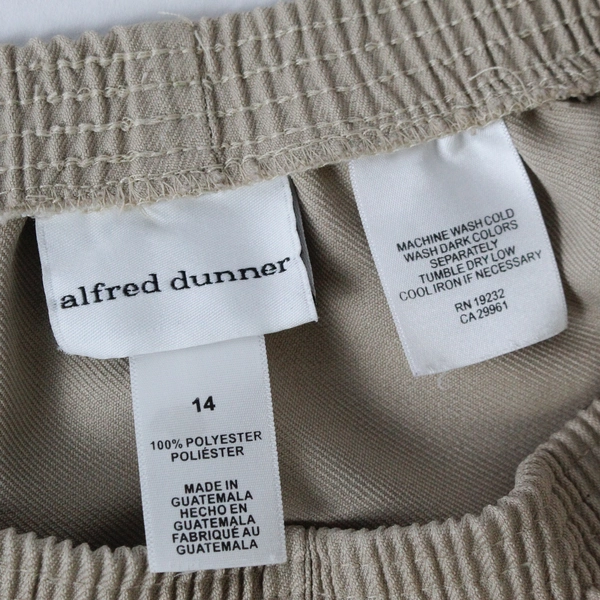 alfred dunner
14
100% POLYESTER
POLIÉSTER
MADE IN
GUATEMALA
HECHO EN
GUATEMALA
FABRIQUÉ AU
GUATEMALA
MACHINE WASH COLD
WASH DARK COLORS
SEPARATELY
TUMBLE DRY LOW
COOL IRON IF NECESSARY
RN 19232
CA 29961